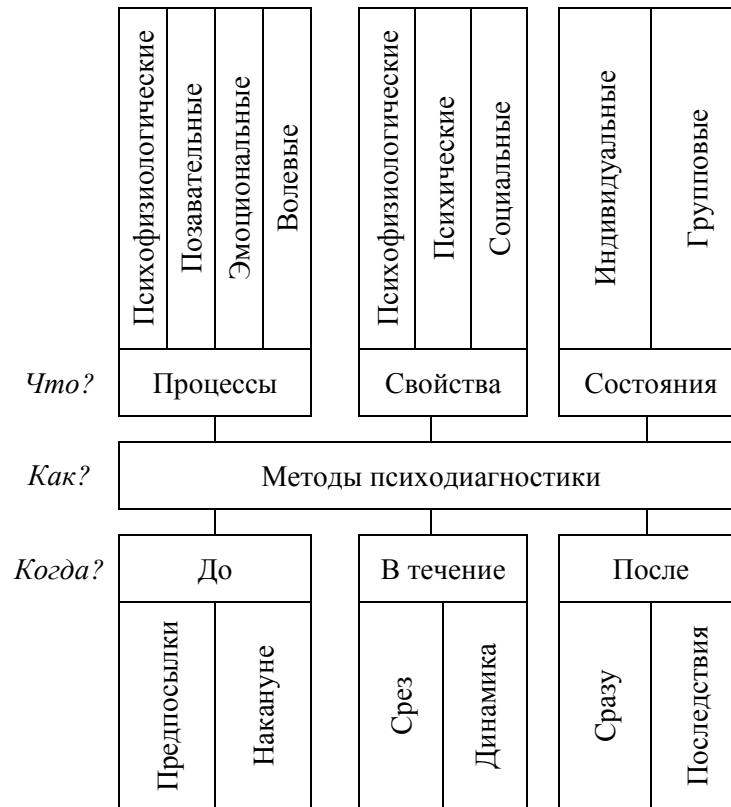 Психофизиологические
Позавательные
Эмоциональные
Волевые
Психофизиологические
Психические
Социальные
Индивидуальные
Групповые
Что?
Процессы
Свойства
Состояния
Как?
Методы психодиагностики
Когда?
До
В течение
После
Предпосылки
Накануне
Срез
Динамика
Сразу
Последствия